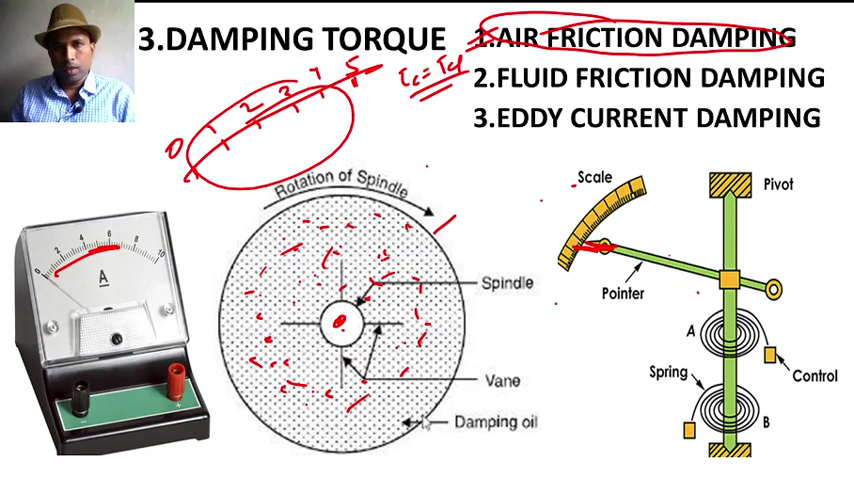 3.DAMPING TORQUE
1.AIR FRICTION DAMPING
2.FLUID FRICTION DAMPING
3.EDDY CURRENT DAMPING
0 1 2 3 4 5
Tc = Td
Rotation of Spindle
Spindle
Vane
Damping oil
0 2 4 6 8 10
A
Scale
Pivot
Pointer
A
Spring
Control
B